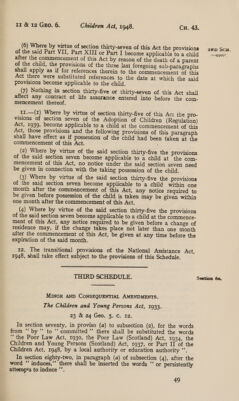 11 & 12 GEO. 6. Children Act, 1948. CH. 43.
(6) Where by virtue of section thirty-seven of this Act the provisions
of the said Part VII, Part XIII or Part I become applicable to a child
after the commencement of this Act by reason of the death of a parent
of the child, the provisions of the three last foregoing sub-paragraphs
shall apply as if for references therein to the commencement of this
Act there were substituted references to the date at which the said
provisions become applicable to the child.
2ND SCH.
—cont.
(7) Nothing in section thirty-five or thirty-seven of this Act shall
affect any contract of life assurance entered into before the com-
mencement thereof.
11.—(1) Where by virtue of section thirty-five of this Act the pro-
visions of section seven of the Adoption of Children (Regulation)
Act, 1939, become applicable to a child at the commencement of this
Act, those provisions and the following provisions of this paragraph
shall have effect as if possession of the child had been taken at the
commencement of this Act.
(2) Where by virtue of the said section thirty-five the provisions
of the said section seven become applicable to a child at the com-
mencement of this Act, no notice under the said section seven need
be given in connection with the taking possession of the child.
(3) Where by virtue of the said section thirty-five the provisions
of the said section seven become applicable to a child within one
month after the commencement of this Act, any notice required to
be given before possession of the child is taken may be given within
one month after the commencement of this Act.
(4) Where by virtue of the said section thirty-five the provisions
of the said section seven become applicable to a child at the commence-
ment of this Act, any notice required to be given before a change of
residence may, if the change takes place not later than one month
after the commencement of this Act, be given at any time before the
expiration of the said month.
12. The transitional provisions of the National Assistance Act,
1948, shall take effect subject to the provisions of this Schedule.
THIRD SCHEDULE. Section 60.
MINOR AND CONSEQUENTIAL AMENDMENTS.
The Children and Young Persons Act, 1933.
23 & 24 Geo. 5. c. 12.
In section seventy, in proviso (a) to subsection (2), for the words
from " by " to " committed " there shall be substituted the words
" the Poor Law Act, 1930, the Poor Law (Scotland) Act, 1934, the
Children and Young Persons (Scotland) Act, 1937, or Part II of the
Children Act, 1948, by a local authority or education authority ".
In section eighty-two, in paragraph (a) of subsection (4), after the
word " induces," there shall be inserted the words " or persistently
attempts to induce ".
49